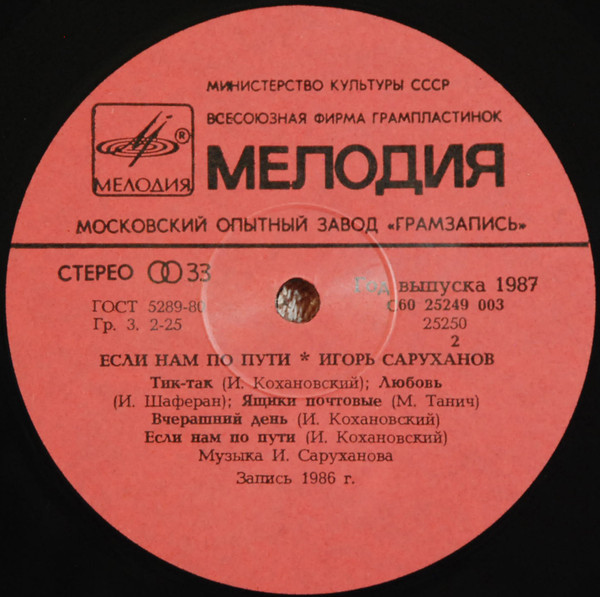 МИНИСТЕРСТВО КУЛЬТУРЫ СССР
ВСЕСОЮЗНАЯ ФИРМА ГРАМПЛАСТИНОК
®
МЕЛОДИЯ
МЕЛОДИЯ
МОСКОВСКИЙ ОПЫТНЫЙ ЗАВОД «ГРАМЗАПИСЬ»
СТЕРЕО 33
Год выпуска 1987
ГОСТ 5289-80
С60 25249 003
Гр. 3. 2-25
25250
2
ЕСЛИ НАМ ПО ПУТИ * ИГОРЬ САРУХАНОВ
Тик-так (И. Кохановский); Любовь
(И. Шаферан); Ящики почтовые (М. Танич)
Вчерашний день (И. Кохановский)
Если нам по пути (И. Кохановский)
Музыка И. Саруханова
Запись 1986 г.